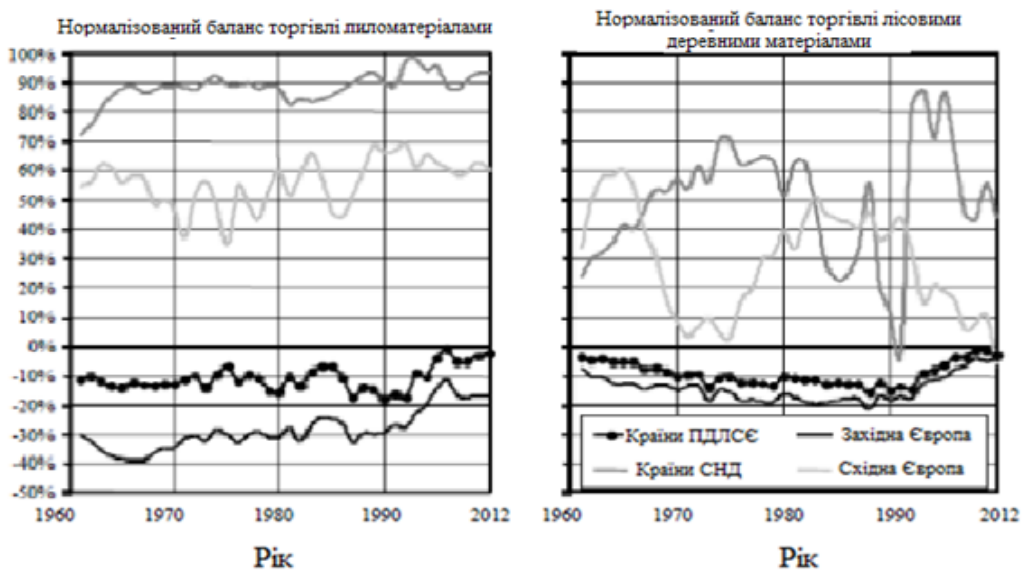 Нормалізований баланс торгівлі пиломатеріалами
100%
90%
80%
70%
60%
50%
40%
30%
20%
10%
0%
-10%
-20%
-30%
-40%
-50%
1960
1970
1980
1990
2012
Рік
Нормалізований баланс торгівлі лісовими
деревними матеріалами
Країни ПДЛСЄ
Західна Європа
Країни СНД
Східна Європа
1960
1970
1980
1990
2012
Рік